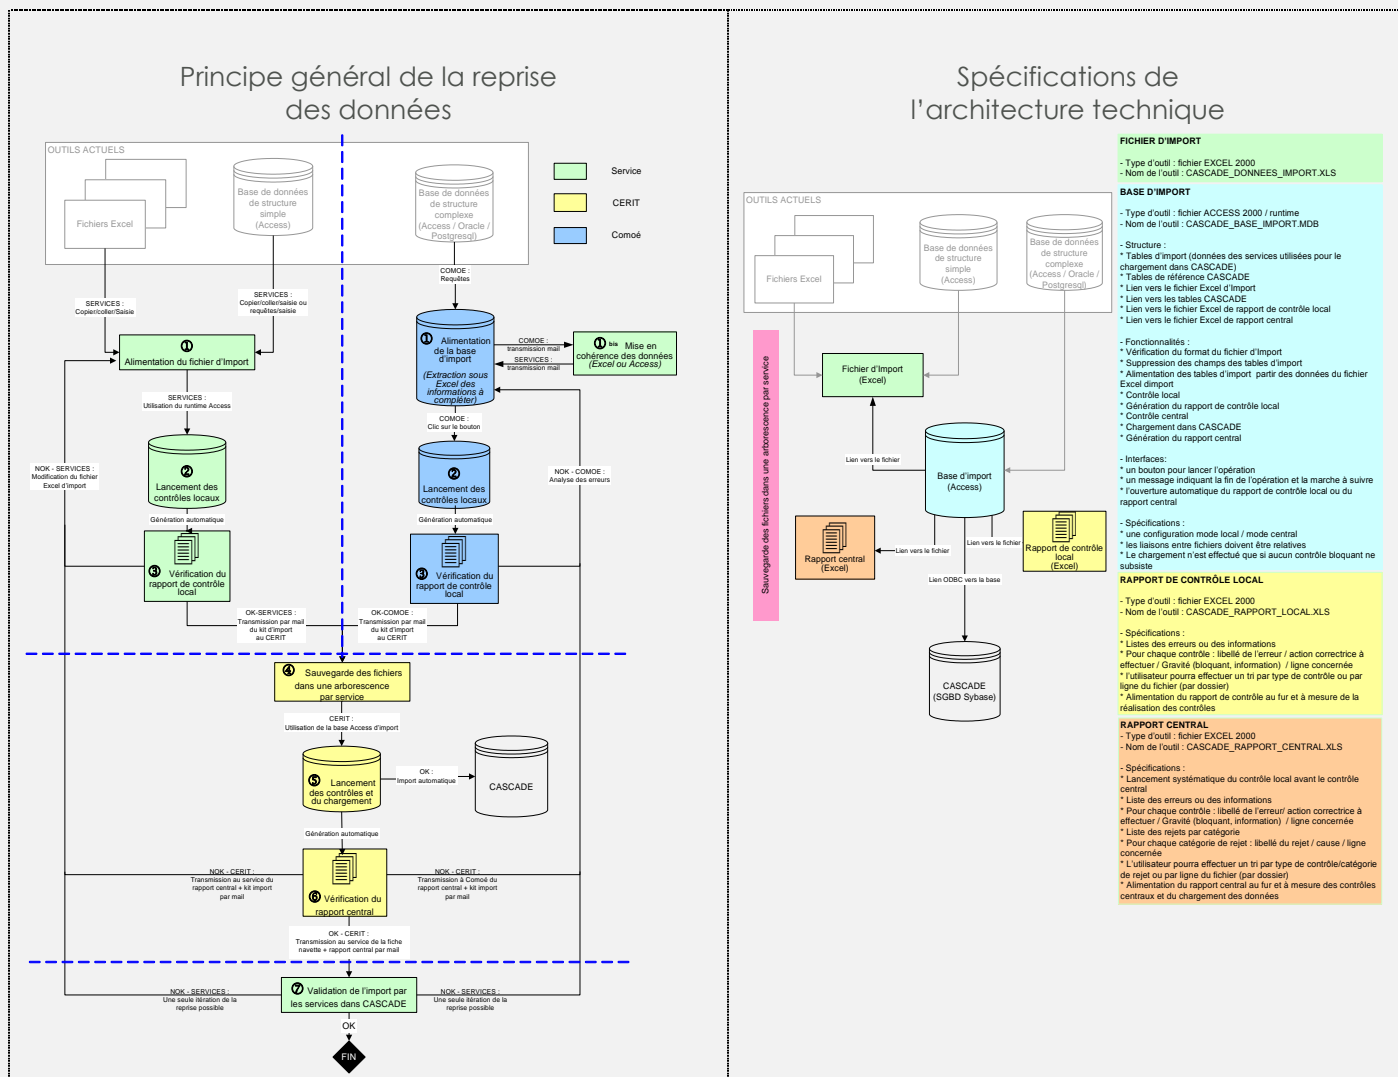 Principe général de la reprise
des données
OUTILS ACTUELS
Fichiers Excel
Base de données
de structure
simple
(Access)
Base de données
de structure
complexe
(Access / Oracle /
Postgresql)
Service
CERIT
Comoé
SERVICES :
Copier/coller/Saisie
SERVICES :
Copier/coller/saisie ou
requêtes/saisie
COMOE :
Requêtes
① Alimentation du fichier d'Import
① Alimentation
de la base
d'import
(Extraction sous
Excel des
informations à
compléter)
COMOE :
transmission mail
SERVICES :
transmission mail
① bis Mise en
cohérence des données
(Excel ou Access)
SERVICES :
Utilisation du runtime Access
COMOE :
Clic sur le bouton
NOK - SERVICES :
Modification du fichier
Excel d'import
②
Lancement des
contrôles locaux
②
Lancement des
contrôles locaux
NOK - COMOE :
Analyse des erreurs
Génération automatique
Génération automatique
③ Vérification du
rapport de contrôle
local
③ Vérification du
rapport de contrôle
local
OK-SERVICES :
Transmission par mail
du kit d'import
au CERIT
OK-COMOE :
Transmission par mail
du kit d'import
au CERIT
④ Sauvegarde des fichiers
dans une arborescence
par service
CERIT :
Utilisation de la base Access d'import
⑤ Lancement
des contrôles et
du chargement
OK :
Import automatique
CASCADE
Génération automatique
NOK - CERIT :
Transmission au service du
rapport central + kit import
par mail
⑥ Vérification du
rapport central
NOK - CERIT :
Transmission à Comoé du
rapport central + kit import
par mail
OK - CERIT :
Transmission au service de la fiche
navette + rapport central par mail
NOK - SERVICES :
Une seule itération de la
reprise possible
⑦ Validation de l'import par
les services dans CASCADE
NOK - SERVICES :
Une seule itération de la
reprise possible
OK
FIN
Spécifications de
l'architecture technique
OUTILS ACTUELS
Fichiers Excel
Base de données
de structure
simple
(Access)
Base de données
de structure
complexe
(Access / Oracle /
Postgresql)
Sauvegarde des fichiers dans une arborescence par service
Fichier d'Import
(Excel)
Lien vers le fichier
Base d'import
(Access)
Rapport central
(Excel)
Lien vers le fichier
Lien vers le fichier
Rapport de contrôle
local
(Excel)
Lien ODBC vers la base
CASCADE
(SGBD Sybase)
FICHIER D'IMPORT
- Type d'outil : fichier EXCEL 2000
- Nom de l'outil : CASCADE_DONNEES_IMPORT.XLS
BASE D'IMPORT
- Type d'outil : fichier ACCESS 2000 / runtime
- Nom de l'outil : CASCADE_BASE_IMPORT.MDB
- Structure :
* Tables d'import (données des services utilisées pour le
chargement dans CASCADE)
* Tables de référence CASCADE
* Lien vers le fichier Excel d'Import
* Lien vers les tables CASCADE
* Lien vers le fichier Excel de rapport de contrôle local
* Lien vers le fichier Excel de rapport central
- Fonctionnalités :
* Vérification du format du fichier d'Import
* Suppression des champs des tables d'import
* Alimentation des tables d'import partir des données du fichier
Excel dimport
* Contrôle local
* Génération du rapport de contrôle local
* Contrôle central
* Chargement dans CASCADE
* Génération du rapport central
- Interfaces:
* un bouton pour lancer l'opération
* un message indiquant la fin de l'opération et la marche à suivre
* l'ouverture automatique du rapport de contrôle local ou du
rapport central
- Spécifications :
* une configuration mode local / mode central
* les liaisons entre fichiers doivent être relatives
* Le chargement n'est effectué que si aucun contrôle bloquant ne
subsiste
RAPPORT DE CONTRÔLE LOCAL
- Type d'outil : fichier EXCEL 2000
- Nom de l'outil : CASCADE_RAPPORT_LOCAL.XLS
- Spécifications :
* Listes des erreurs ou des informations
* Pour chaque contrôle : libellé de l'erreur / action correctrice à
effectuer / Gravité (bloquant, information) / ligne concernée
* l'utilisateur pourra effectuer un tri par type de contrôle ou par
ligne du fichier (par dossier)
* Alimentation du rapport de contrôle au fur et à mesure de la
réalisation des contrôles
RAPPORT CENTRAL
- Type d'outil : fichier EXCEL 2000
- Nom de l'outil : CASCADE_RAPPORT_CENTRAL.XLS
- Spécifications :
* Lancement systématique du contrôle local avant le contrôle
central
* Liste des erreurs ou des informations
* Pour chaque contrôle : libellé de l'erreur/ action correctrice à
effectuer / Gravité (bloquant, information) / ligne concernée
* Liste des rejets par catégorie
* Pour chaque catégorie de rejet : libellé du rejet / cause / ligne
concernée
* L'utilisateur pourra effectuer un tri par type de contrôle/catégorie
de rejet ou par ligne du fichier (par dossier)
* Alimentation du rapport central au fur et à mesure des contrôles
centraux et du chargement des données